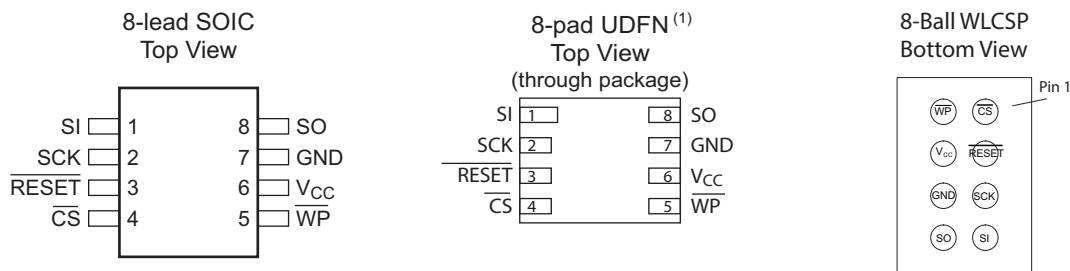 8-lead SOIC
Top View
SI 1 8 SO
SCK 2 7 GND
RESET 3 6 VCC
CS 4 5 WP
8-pad UDFN (1)
Top View
(through package)
SI 1 8 SO
SCK 2 7 GND
RESET 3 6 VCC
CS 4 5 WP
8-Ball WLCSP
Bottom View
Pin 1
WP CS
VCC RESET
GND SCK
SO SI